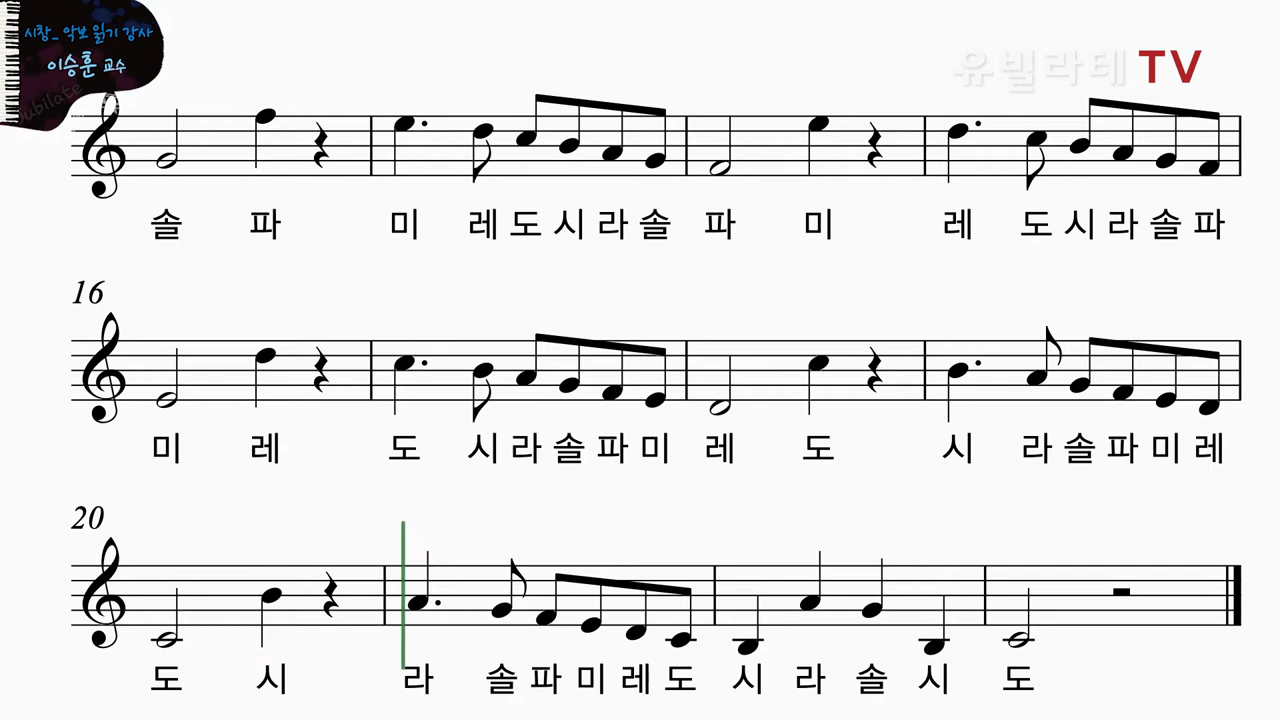 시창_ 악보 읽기 강사
이승훈 교수
Jubilate
유빌라테 TV
솔 파 미 레 도 시 라 솔 파 미 레 도 시 라 솔 파
16
미 레 도 시 라 솔 파 미 레 도 시 라 솔 파 미 레
20
도 시 라 솔 파 미 레 도 시 라 솔 시 도